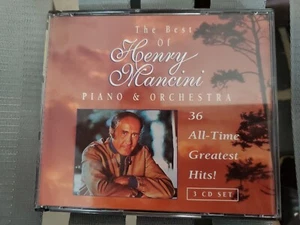 The Best
OF
Henry
Mancini
PIANO & ORCHESTRA
36
All-Time
Greatest
Hits!
3 CD SET